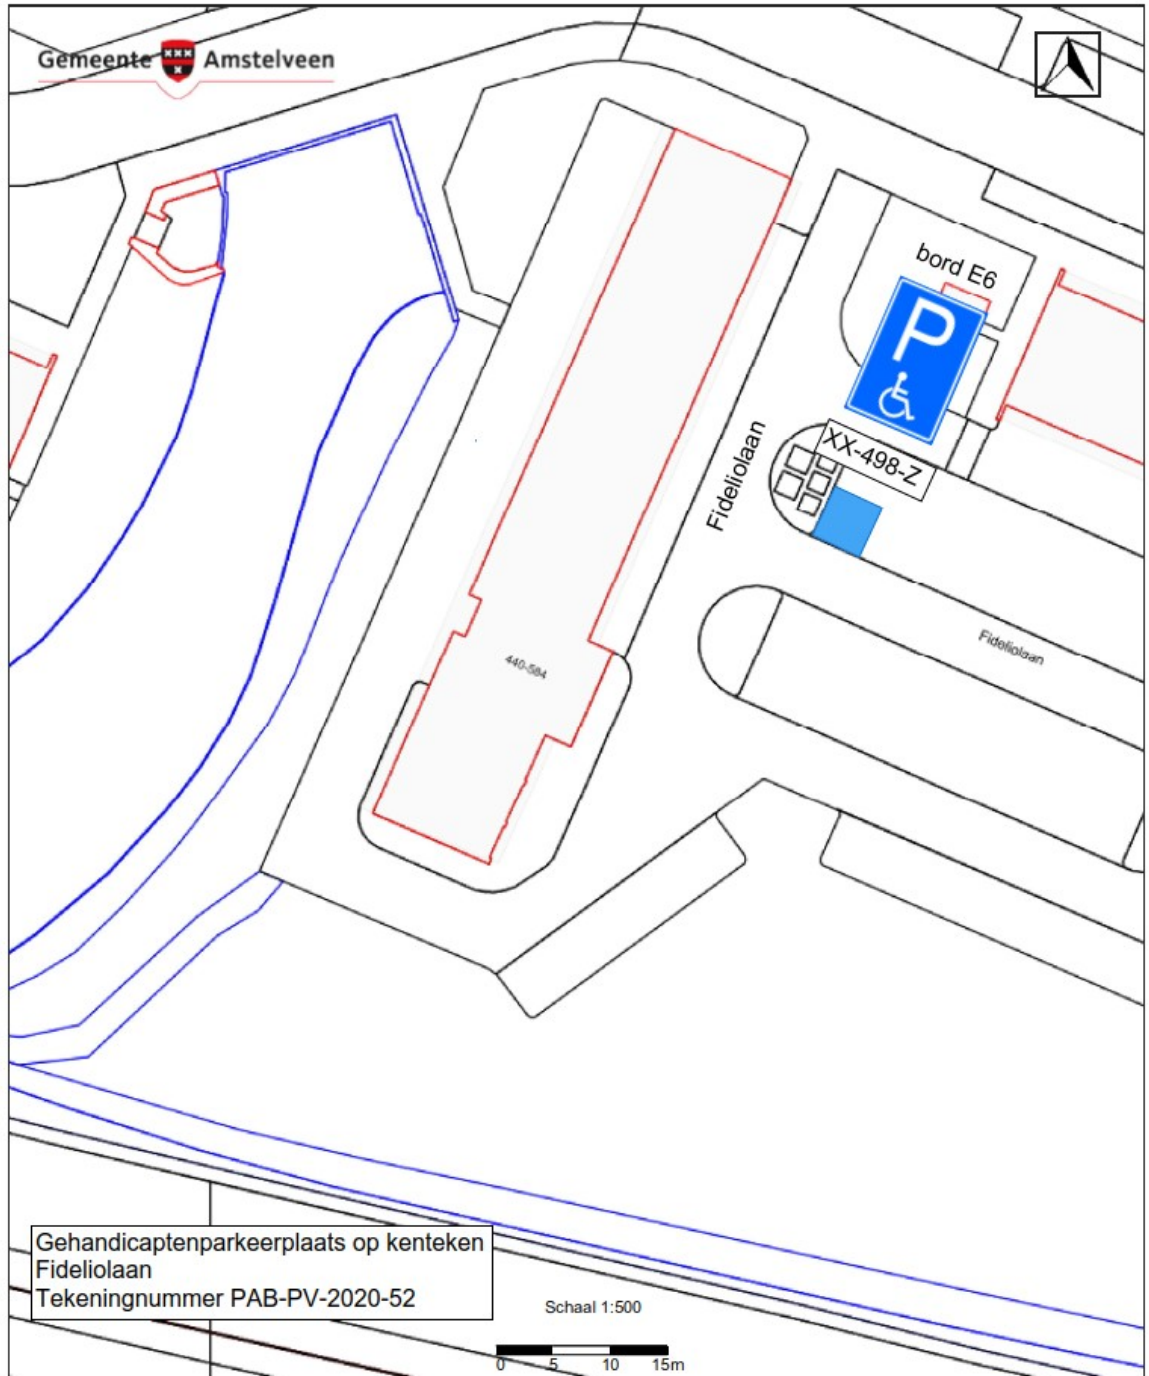 Gemeente Amstelveen
bord E6
P
XX-498-Z
Fideliolaan
Fideliolaan
440-584
Gehandicaptenparkeerplaats op kenteken
Fideliolaan
Tekeningnummer PAB-PV-2020-52
Schaal 1:500
0 5 10 15m